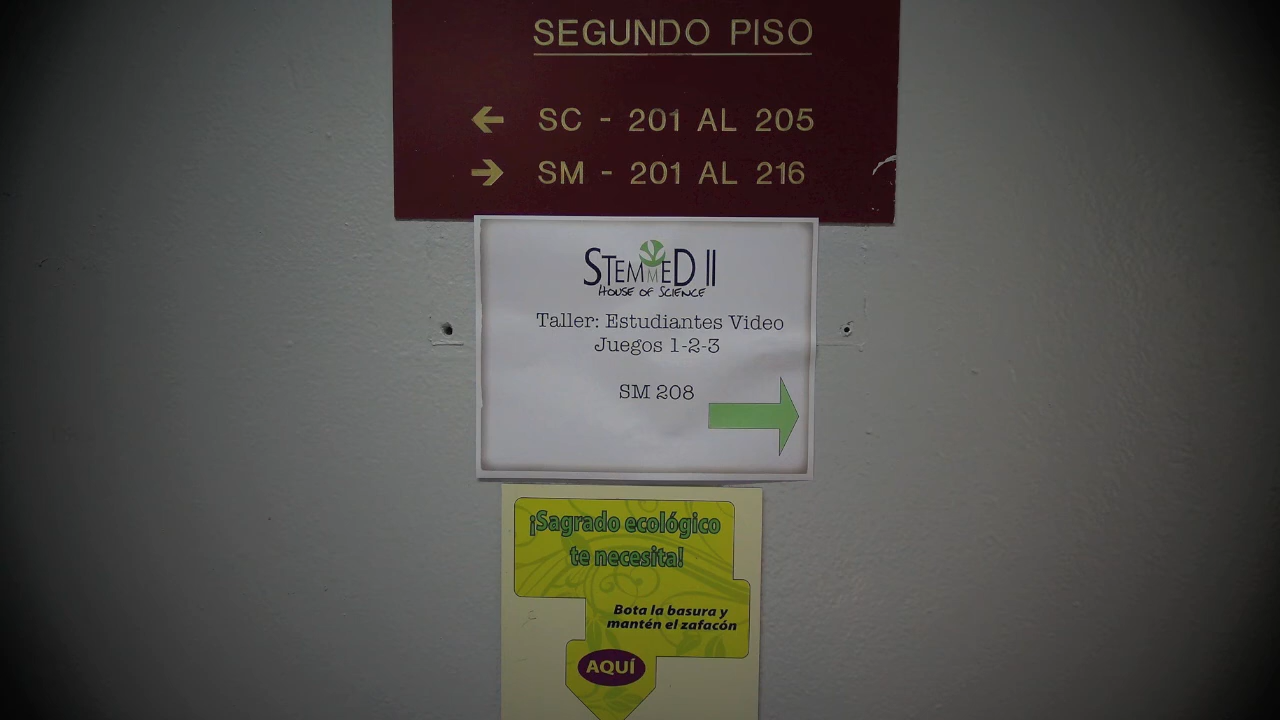 SEGUNDO PISO
← SC - 201 AL 205
→ SM - 201 AL 216
STEMMED II
HOUSE OF SCIENCE
Taller: Estudiantes Video
Juegos 1-2-3
SM 208
¡Sagrado ecológico
te necesita!
Bota la basura y
mantén el zafacón
AQUÍ